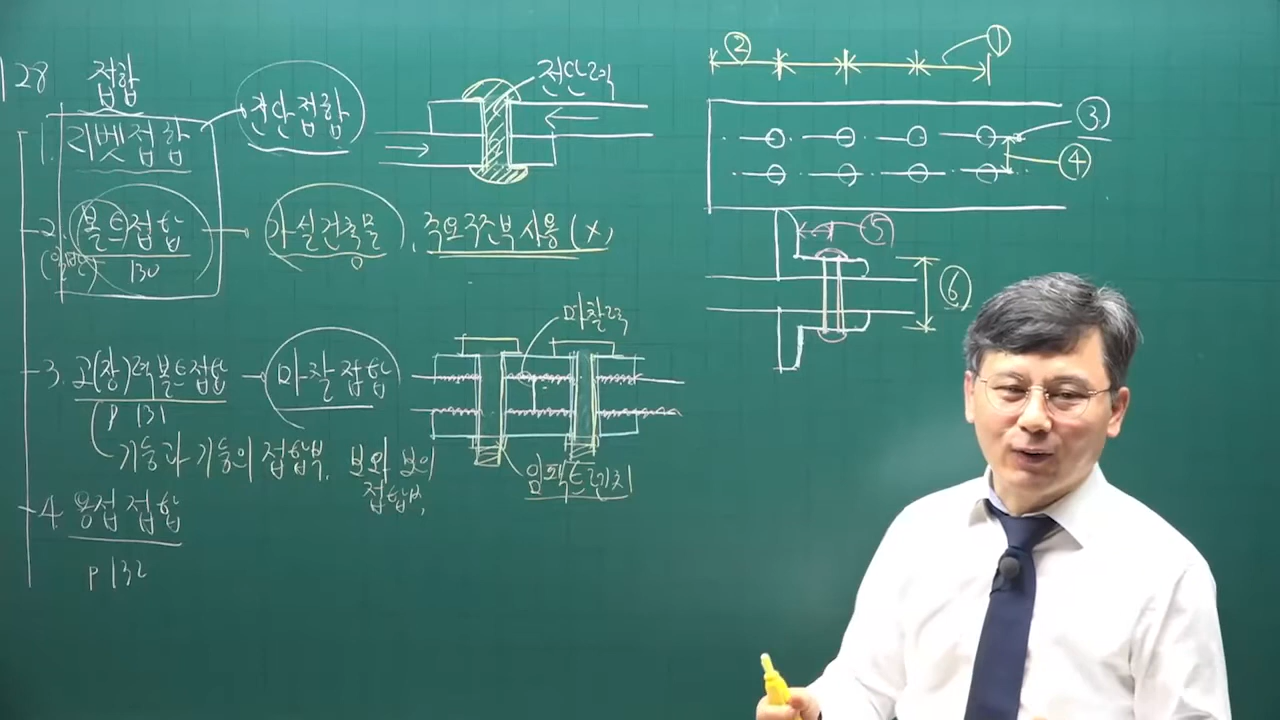 128 접합
1. 리벳접합
전단접합
전단력
2. 볼트접합
130
가설건축물, 주요구조부 사용(X)
3. 고(장)력볼트접합
P 131
마찰접합
마찰력
기둥과 기둥의 접합부, 보와 보의
접합부,
임팩트렌치
4. 용접접합
P 132
②
①
③
④
⑤
⑥